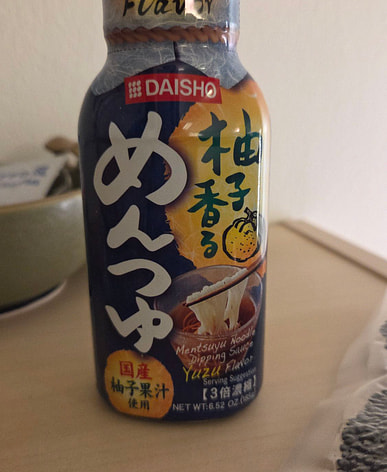 Flavor
DAISHO
柚子香る
めんつゆ
Mentsuyu Noodle
Dipping Sauce
Yuzu Flavor
Serving Suggestion
【3倍濃縮】
NET WT: 6.52 OZ
国産
柚子果汁
使用